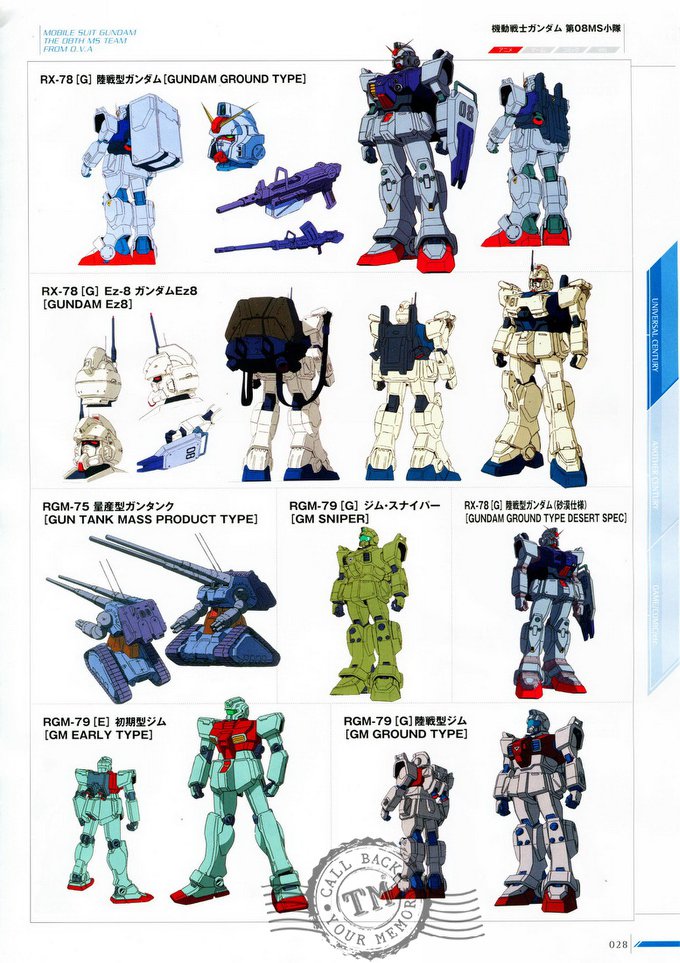 MOBILE SUIT GUNDAM
THE 08TH MS TEAM
FROM O.V.A
機動戦士ガンダム 第08MS小隊
アニメ
RX-78 [G] 陸戦型ガンダム [GUNDAM GROUND TYPE]
08
RX-78 [G] Ez-8 ガンダムEz8
[GUNDAM Ez8]
08
UNIVERSAL CENTURY
ANOTHER CENTURY
RGM-75 量産型ガンタンク
[GUN TANK MASS PRODUCT TYPE]
RGM-79 [G] ジム・スナイパー
[GM SNIPER]
RX-78 [G] 陸戦型ガンダム(砂漠仕様)
[GUNDAM GROUND TYPE DESERT SPEC]
RGM-79 [E] 初期型ジム
[GM EARLY TYPE]
RGM-79 [G] 陸戦型ジム
[GM GROUND TYPE]
CALL BACK
TM
YOUR MEMORY
028